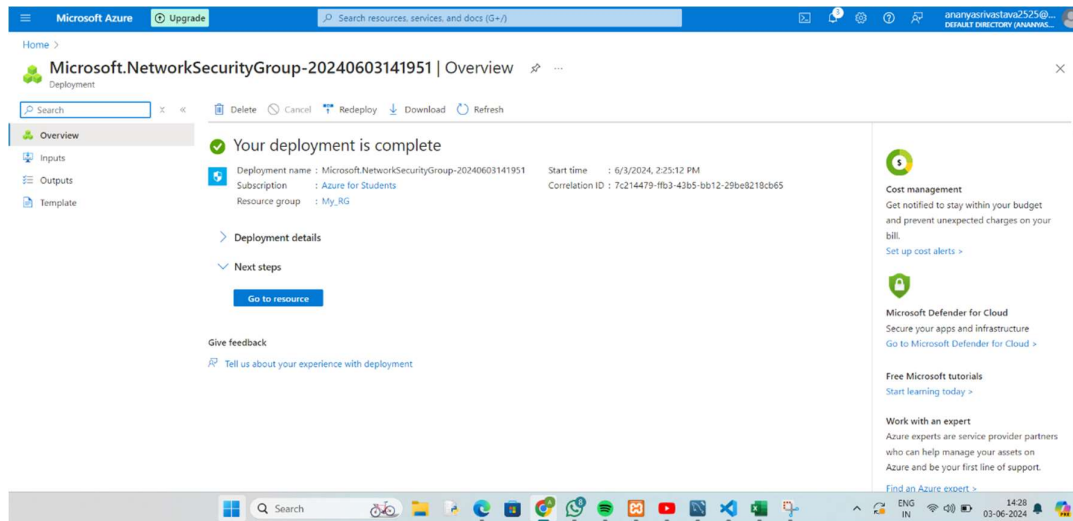 Microsoft Azure
Upgrade
Search resources, services, and docs (G+/)
3
ananyasrivastava2525@...
DEFAULT DIRECTORY (ANANYAS...
Home >
Microsoft.NetworkSecurityGroup-20240603141951 | Overview
Deployment
Search
Delete Cancel Redeploy Download Refresh
Overview
Inputs
Outputs
Template
Your deployment is complete
Deployment name : Microsoft.NetworkSecurityGroup-20240603141951
Subscription : Azure for Students
Resource group : My_RG
Start time : 6/3/2024, 2:25:12 PM
Correlation ID : 7c214479-ffb3-43b5-bb12-29be8218cb65
Deployment details
Next steps
Go to resource
Give feedback
Tell us about your experience with deployment
Cost management
Get notified to stay within your budget
and prevent unexpected charges on your
bill.
Set up cost alerts >
Microsoft Defender for Cloud
Secure your apps and infrastructure
Go to Microsoft Defender for Cloud >
Free Microsoft tutorials
Start learning today >
Work with an expert
Azure experts are service provider partners
who can help manage your assets on
Azure and be your first line of support.
Find an Azure expert >
Search
ENG
IN
14:28
03-06-2024